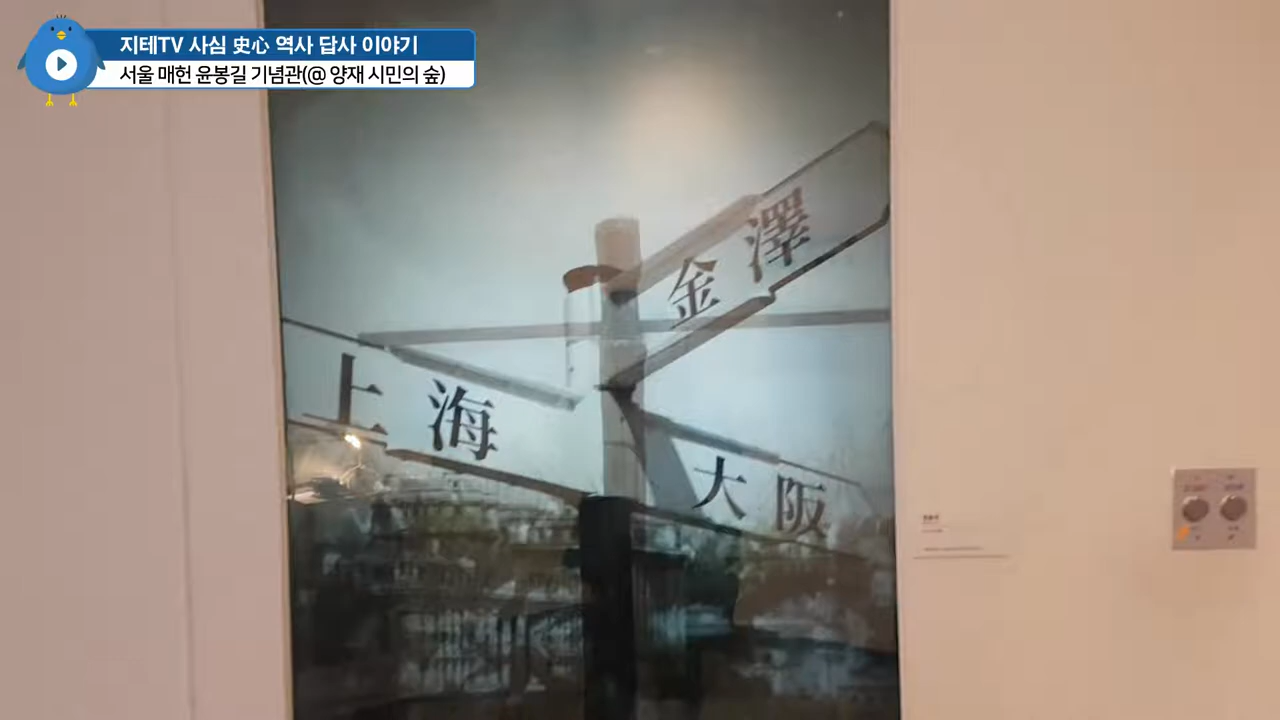 지테TV 사심 史心 역사 답사 이야기
서울 매헌 윤봉길 기념관(@ 양재 시민의 숲)
金澤
上海
大阪